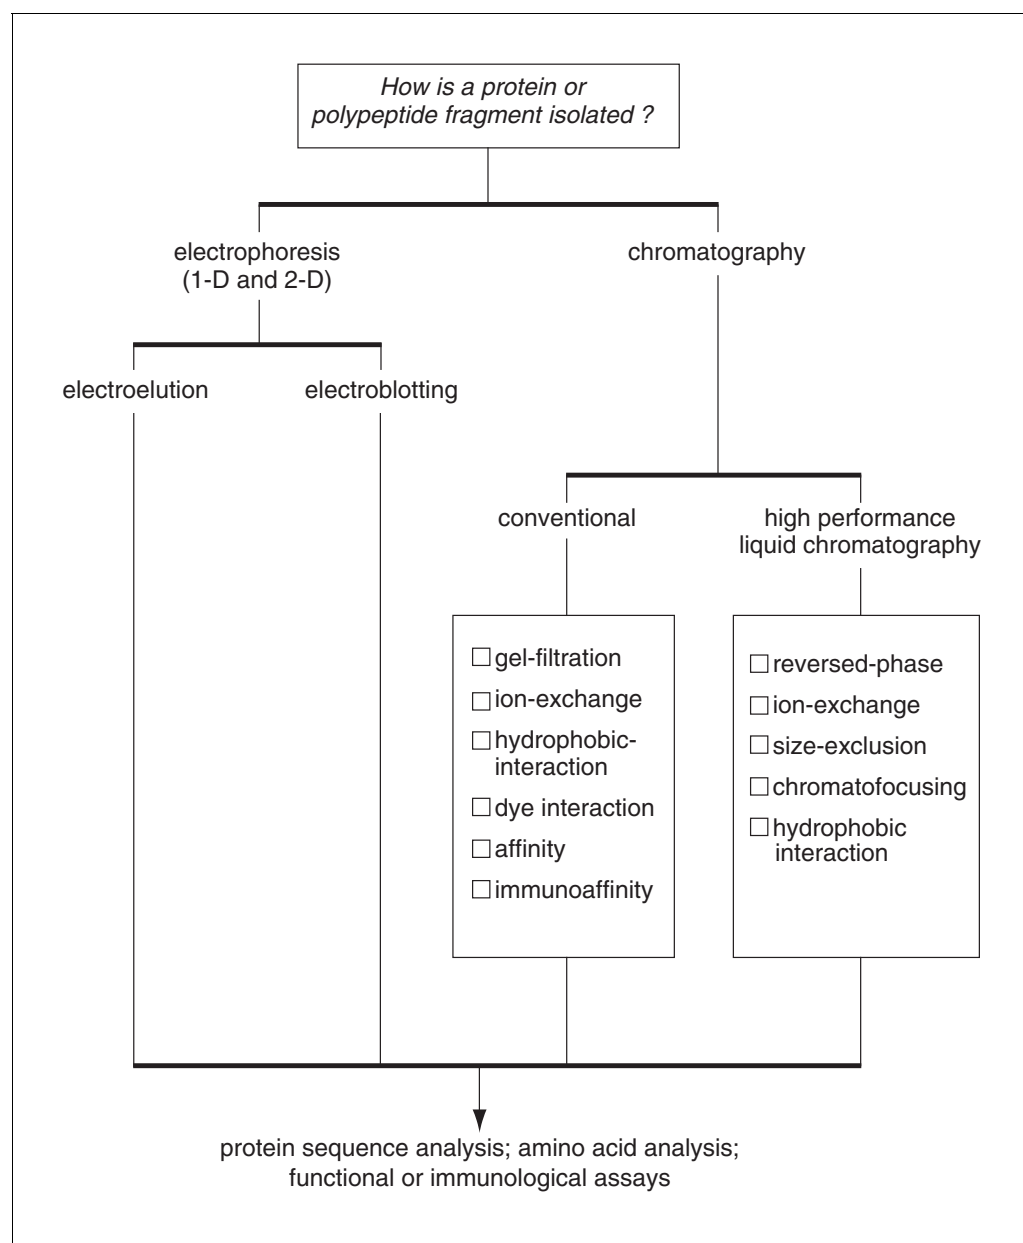 How is a protein or
polypeptide fragment isolated ?
electrophoresis
(1-D and 2-D)
chromatography
electroelution
electroblotting
conventional
high performance
liquid chromatography
gel-filtration
ion-exchange
hydrophobic-
interaction
dye interaction
affinity
immunoaffinity
reversed-phase
ion-exchange
size-exclusion
chromatofocusing
hydrophobic
interaction
protein sequence analysis; amino acid analysis;
functional or immunological assays